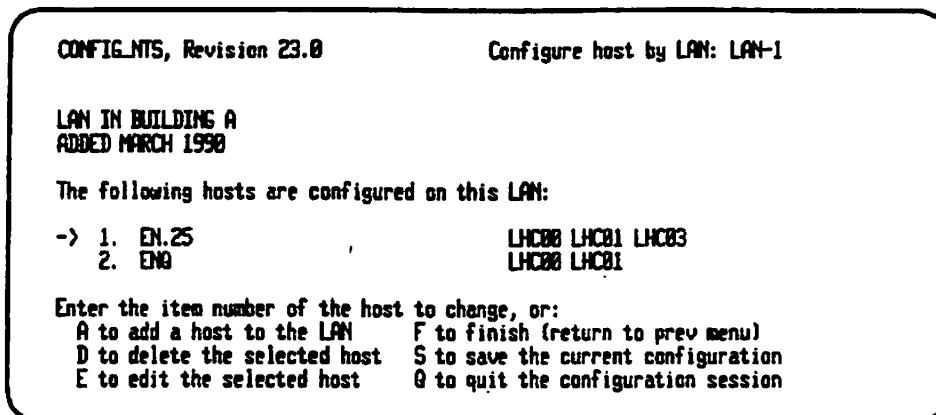 CONFIG_NTS, Revision 23.0 Configure host by LAN: LAN-1
LAN IN BUILDING A
ADDED MARCH 1990
The following hosts are configured on this LAN:
-> 1. EN.25 LHC00 LHC01 LHC03
2. ENQ LHC00 LHC01
Enter the item number of the host to change, or:
A to add a host to the LAN F to finish (return to prev menu)
D to delete the selected host S to save the current configuration
E to edit the selected host Q to quit the configuration session